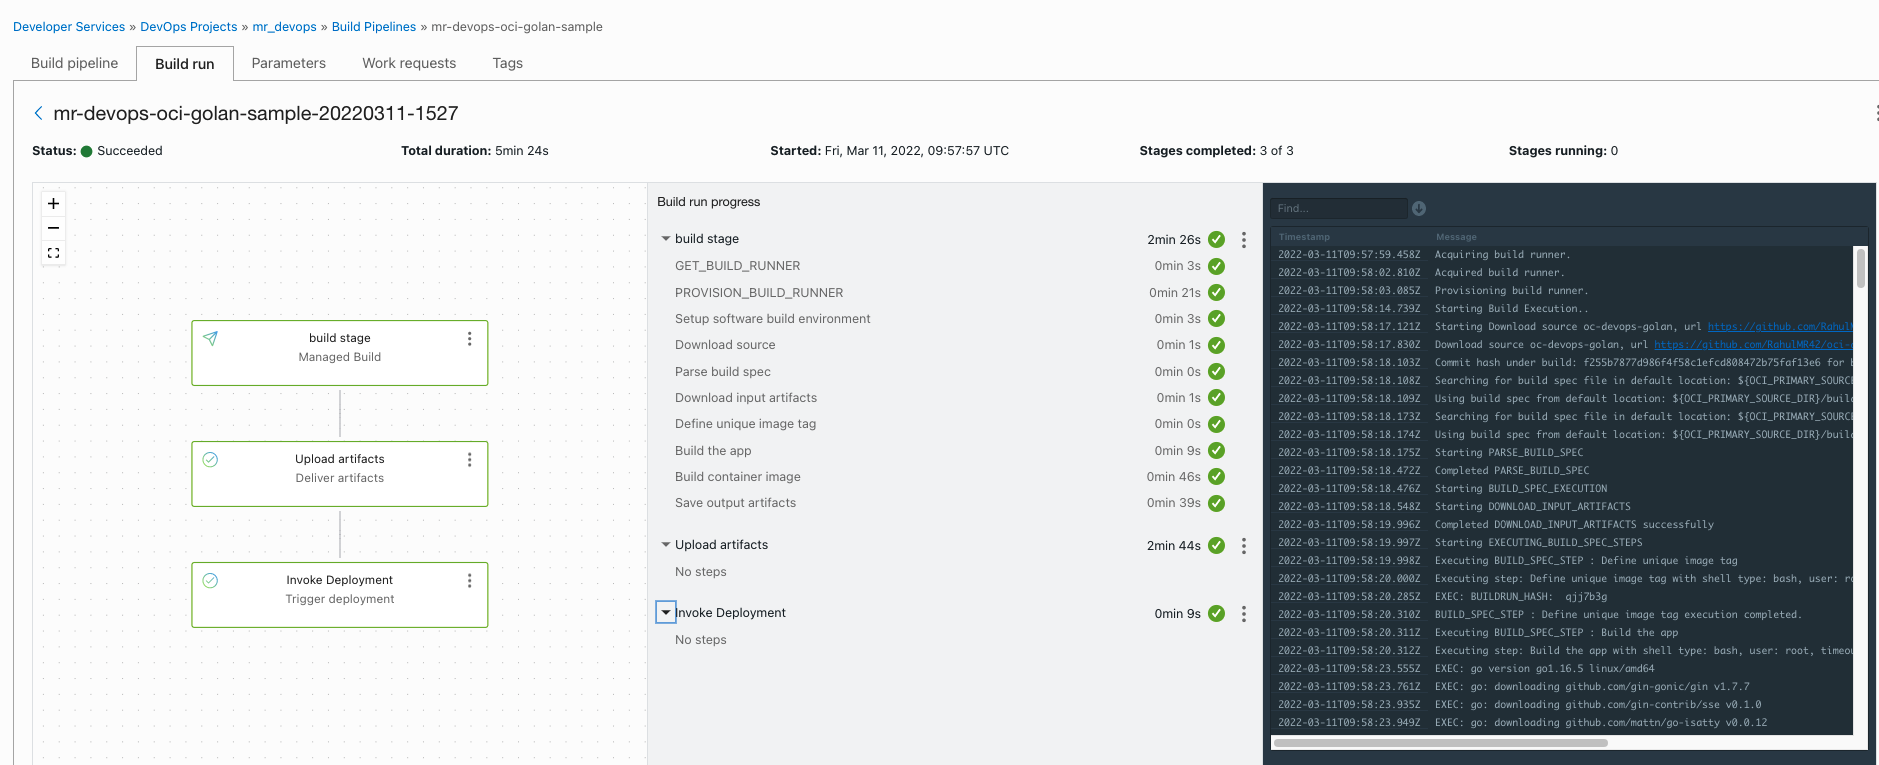 Developer Services » DevOps Projects » mr_devops » Build Pipelines » mr-devops-oci-golan-sample
Build pipeline Build run Parameters Work requests Tags
mr-devops-oci-golan-sample-20220311-1527
Status: Succeeded Total duration: 5min 24s Started: Fri, Mar 11, 2022, 09:57:57 UTC Stages completed: 3 of 3 Stages running: 0
build stage
Managed Build
Upload artifacts
Deliver artifacts
Invoke Deployment
Trigger deployment
Build run progress
build stage 2min 26s
GET_BUILD_RUNNER 0min 3s
PROVISION_BUILD_RUNNER 0min 21s
Setup software build environment 0min 3s
Download source 0min 1s
Parse build spec 0min 0s
Download input artifacts 0min 1s
Define unique image tag 0min 0s
Build the app 0min 9s
Build container image 0min 46s
Save output artifacts 0min 39s
Upload artifacts 2min 44s
No steps
Invoke Deployment 0min 9s
No steps
Find...
Timestamp Message
2022-03-11T09:57:59.458Z Acquiring build runner.
2022-03-11T09:58:02.810Z Acquired build runner.
2022-03-11T09:58:03.085Z Provisioning build runner.
2022-03-11T09:58:14.739Z Starting Build Execution..
2022-03-11T09:58:17.121Z Starting Download source oc-devops-golan, url https://github.com/RahulM
2022-03-11T09:58:17.830Z Download source oc-devops-golan, url https://github.com/RahulMR42/oci-
2022-03-11T09:58:18.103Z Commit hash under build: f255b7877d986f4f58c1efcd808472b75faf13e6 for b
2022-03-11T09:58:18.108Z Searching for build spec file in default location: ${OCI_PRIMARY_SOURCE
2022-03-11T09:58:18.109Z Using build spec from default location: ${OCI_PRIMARY_SOURCE_DIR}/build
2022-03-11T09:58:18.173Z Searching for build spec file in default location: ${OCI_PRIMARY_SOURCE
2022-03-11T09:58:18.174Z Using build spec from default location: ${OCI_PRIMARY_SOURCE_DIR}/build
2022-03-11T09:58:18.175Z Starting PARSE_BUILD_SPEC
2022-03-11T09:58:18.472Z Completed PARSE_BUILD_SPEC
2022-03-11T09:58:18.476Z Starting BUILD_SPEC_EXECUTION
2022-03-11T09:58:18.548Z Starting DOWNLOAD_INPUT_ARTIFACTS
2022-03-11T09:58:19.996Z Completed DOWNLOAD_INPUT_ARTIFACTS successfully
2022-03-11T09:58:19.997Z Starting EXECUTING_BUILD_SPEC_STEPS
2022-03-11T09:58:19.998Z Executing BUILD_SPEC_STEP : Define unique image tag
2022-03-11T09:58:20.000Z Executing step: Define unique image tag with shell type: bash, user: ro
2022-03-11T09:58:20.285Z EXEC: BUILDRUN_HASH: qjj7b3g
2022-03-11T09:58:20.310Z BUILD_SPEC_STEP : Define unique image tag execution completed.
2022-03-11T09:58:20.311Z Executing BUILD_SPEC_STEP : Build the app
2022-03-11T09:58:20.312Z Executing step: Build the app with shell type: bash, user: root, timeou
2022-03-11T09:58:23.555Z EXEC: go version go1.16.5 linux/amd64
2022-03-11T09:58:23.761Z EXEC: go: downloading github.com/gin-gonic/gin v1.7.7
2022-03-11T09:58:23.935Z EXEC: go: downloading github.com/gin-contrib/sse v0.1.0
2022-03-11T09:58:23.949Z EXEC: go: downloading github.com/mattn/go-isatty v0.0.12